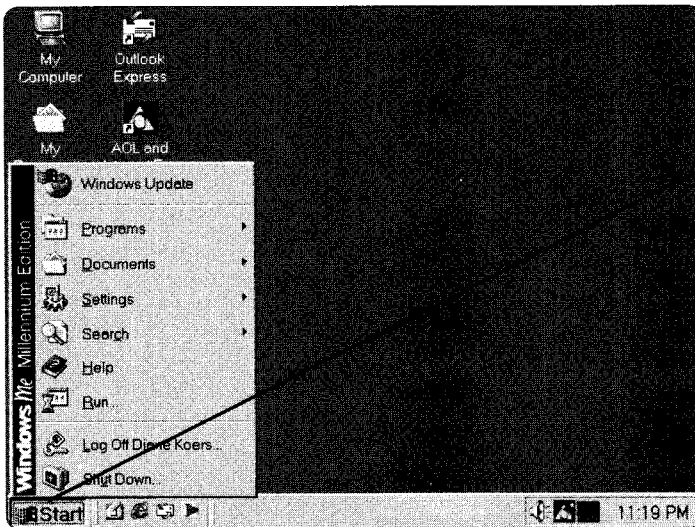 My Computer
Outlook Express
My
AOL and
Windows Update
Programs
Documents
Settings
Search
Help
Run...
Log Off Diane Koers...
Shut Down...
Windows Me Millennium Edition
Start
11:19 PM